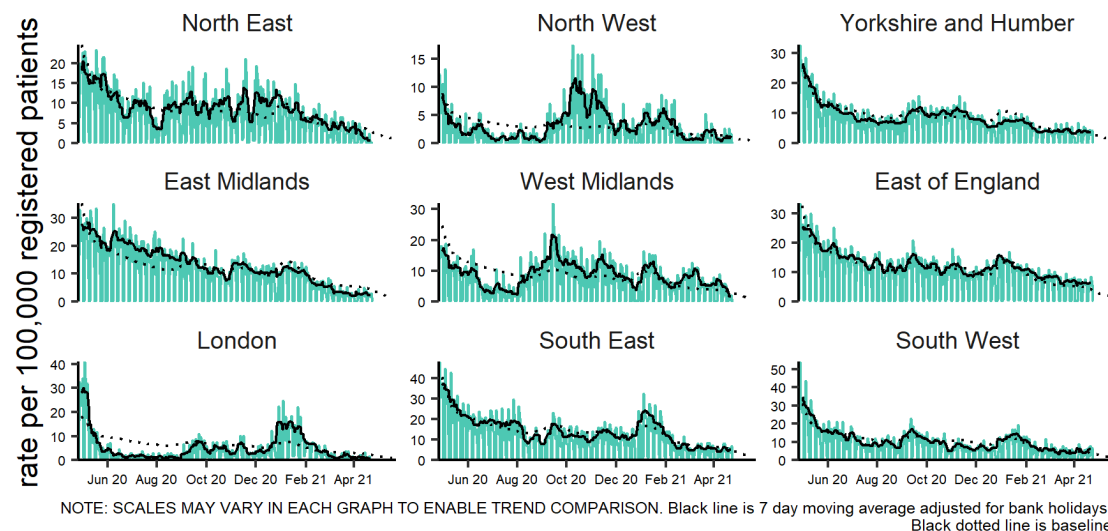 rate per 100,000 registered patients
North East
20
15
10
5
0
North West
15
10
5
0
Yorkshire and Humber
30
20
10
0
East Midlands
30
20
10
0
West Midlands
30
20
10
0
East of England
30
20
10
0
London
40
30
20
10
0
Jun 20 Aug 20 Oct 20 Dec 20 Feb 21 Apr 21
South East
40
30
20
10
0
Jun 20 Aug 20 Oct 20 Dec 20 Feb 21 Apr 21
South West
50
40
30
20
10
0
Jun 20 Aug 20 Oct 20 Dec 20 Feb 21 Apr 21
NOTE: SCALES MAY VARY IN EACH GRAPH TO ENABLE TREND COMPARISON. Black line is 7 day moving average adjusted for bank holidays
Black dotted line is baseline